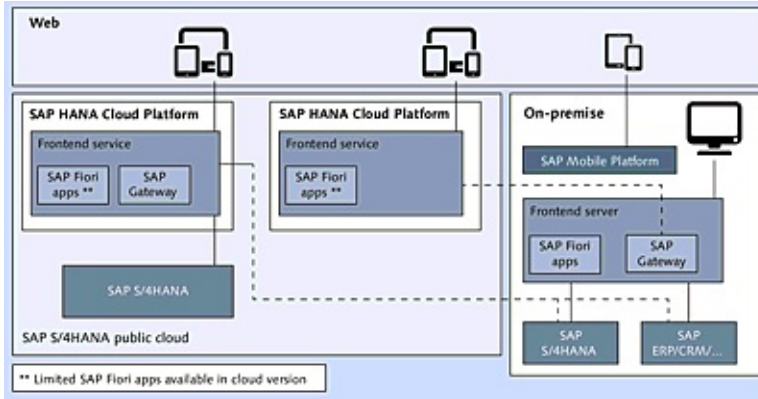 Web
SAP HANA Cloud Platform
Frontend service
SAP Fiori
apps **
SAP
Gateway
SAP S/4HANA
SAP S/4HANA public cloud
SAP HANA Cloud Platform
Frontend service
SAP Fiori
apps **
On-premise
SAP Mobile Platform
Frontend server
SAP Fiori
apps
SAP
Gateway
SAP
S/4HANA
SAP
ERP/CRM/...
** Limited SAP Fiori apps available in cloud version